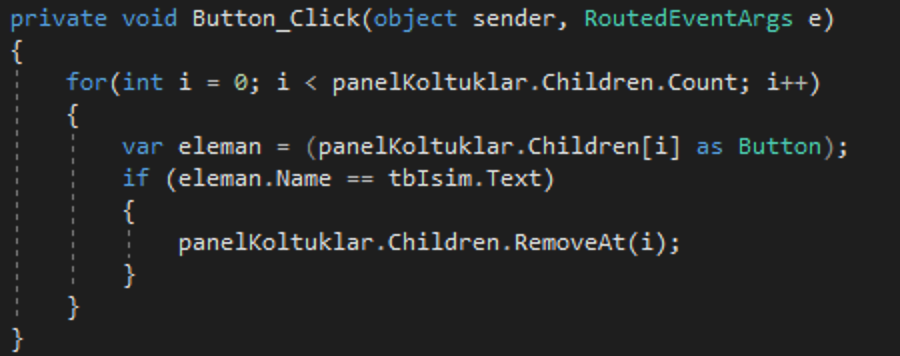 private void Button_Click(object sender, RoutedEventArgs e)
{
for(int i = 0; i < panelKoltuklar.Children.Count; i++)
{
var eleman = (panelKoltuklar.Children[i] as Button);
if (eleman.Name == tbIsim.Text)
{
panelKoltuklar.Children.RemoveAt(i);
}
}
}